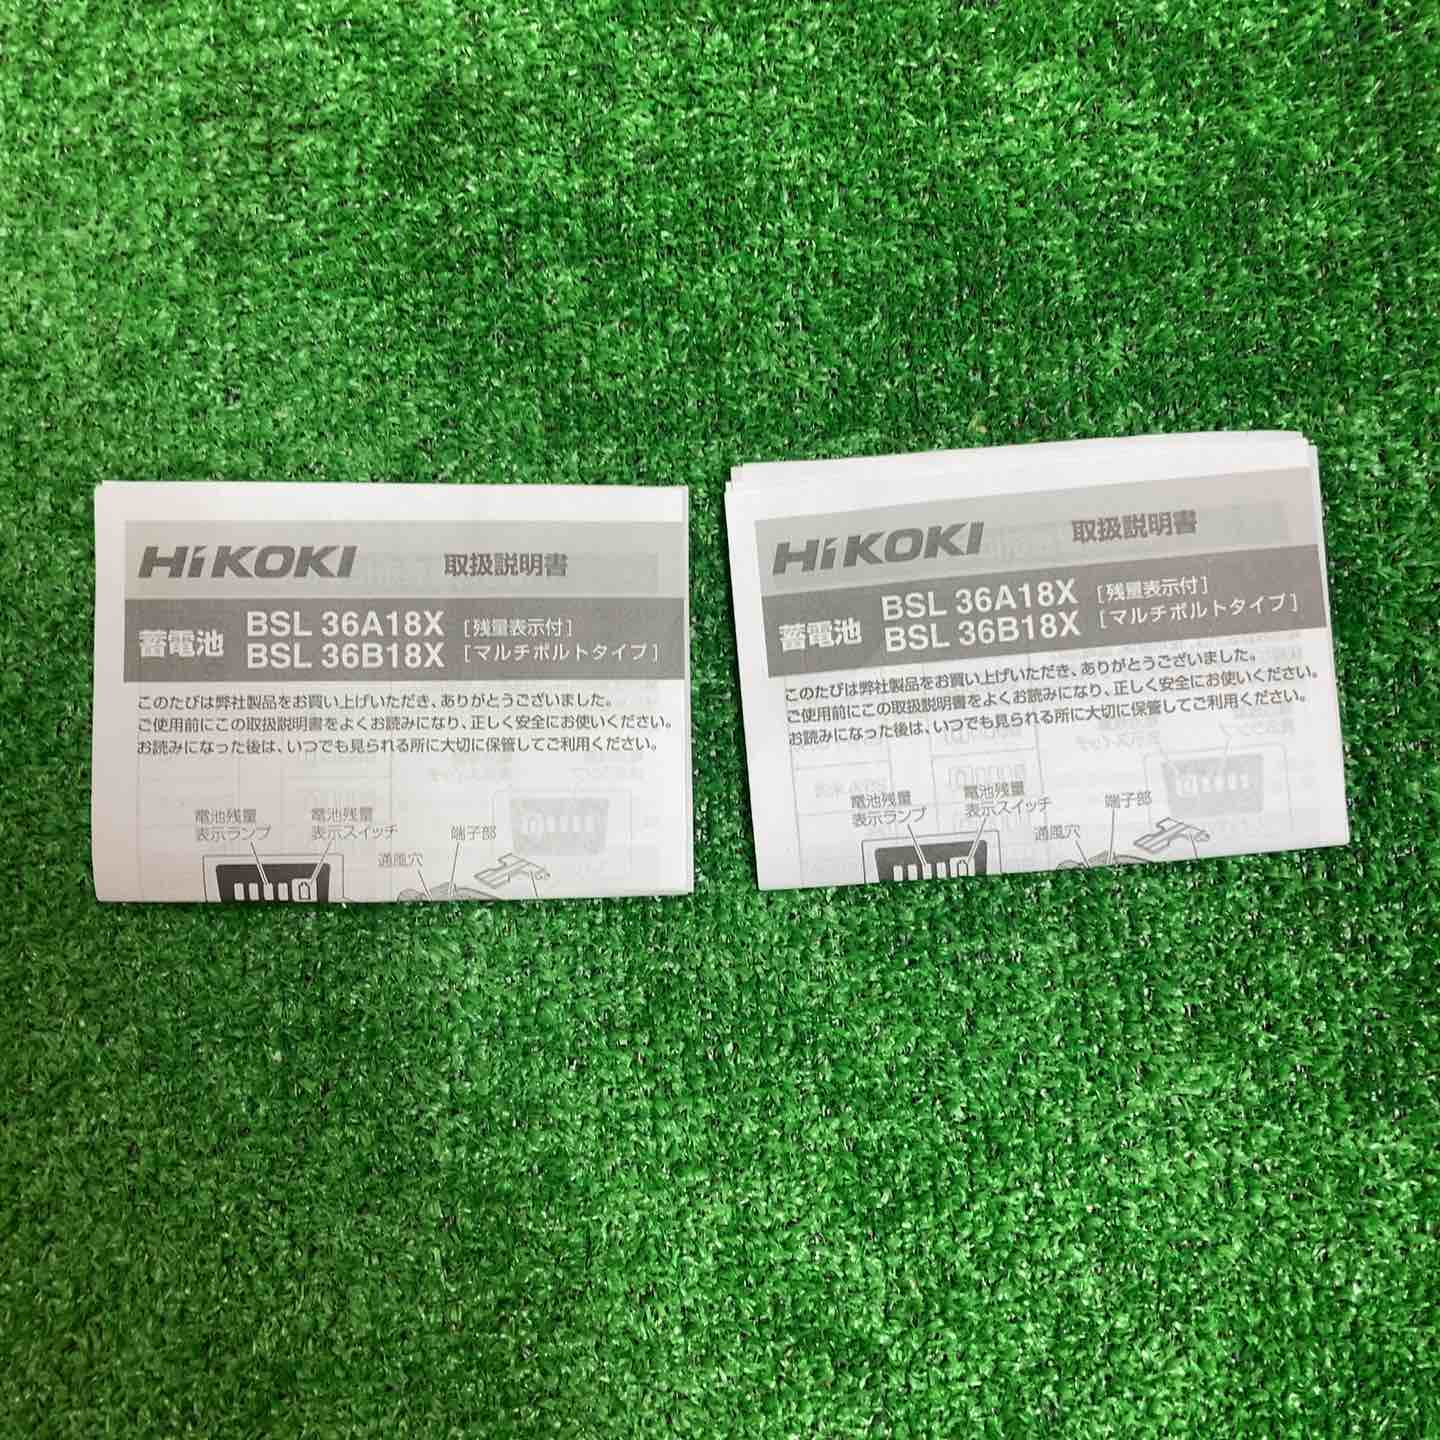 HiKOKI 取扱説明書
蓄電池 BSL 36A18X [残量表示付]
BSL 36B18X [マルチボルトタイプ]
このたびは弊社製品をお買い上げいただき、ありがとうございました。
ご使用前にこの取扱説明書をよくお読みになり、正しく安全にお使いください。
お読みになった後は、いつでも見られる所に大切に保管してご利用ください。
電池残量
表示ランプ
電池残量
表示スイッチ
通風穴
端子部
HiKOKI 取扱説明書
蓄電池 BSL 36A18X [残量表示付]
BSL 36B18X [マルチボルトタイプ]
このたびは弊社製品をお買い上げいただき、ありがとうございました。
ご使用前にこの取扱説明書をよくお読みになり、正しく安全にお使いください。
お読みになった後は、いつでも見られる所に大切に保管してご利用ください。
電池残量
表示ランプ
電池残量
表示スイッチ
通風穴
端子部